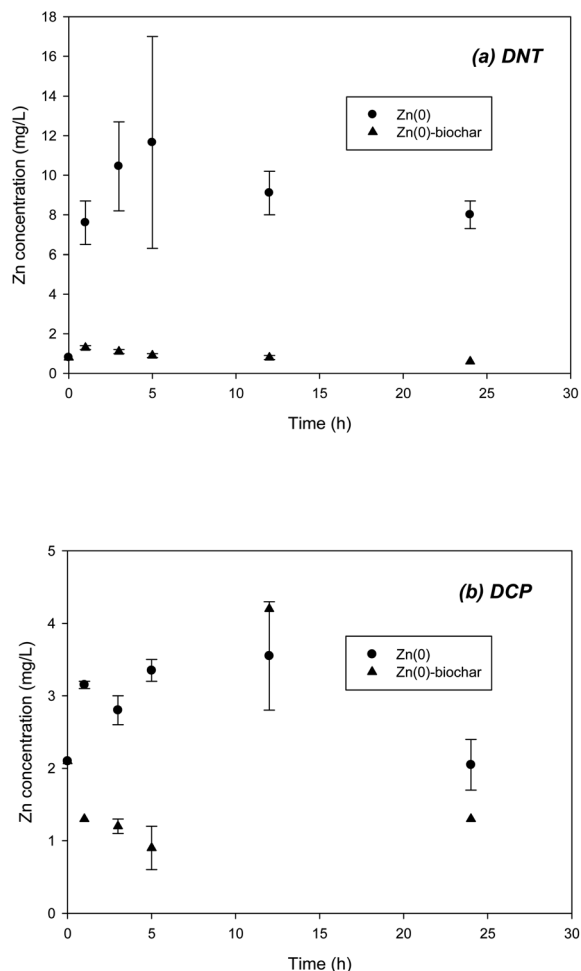 18
16
14
12
10
8
6
4
2
0
Zn concentration (mg/L)
(a) DNT
Zn(0)
Zn(0)-biochar
0 5 10 15 20 25 30
Time (h)
5
4
3
2
1
0
Zn concentration (mg/L)
(b) DCP
Zn(0)
Zn(0)-biochar
0 5 10 15 20 25 30
Time (h)